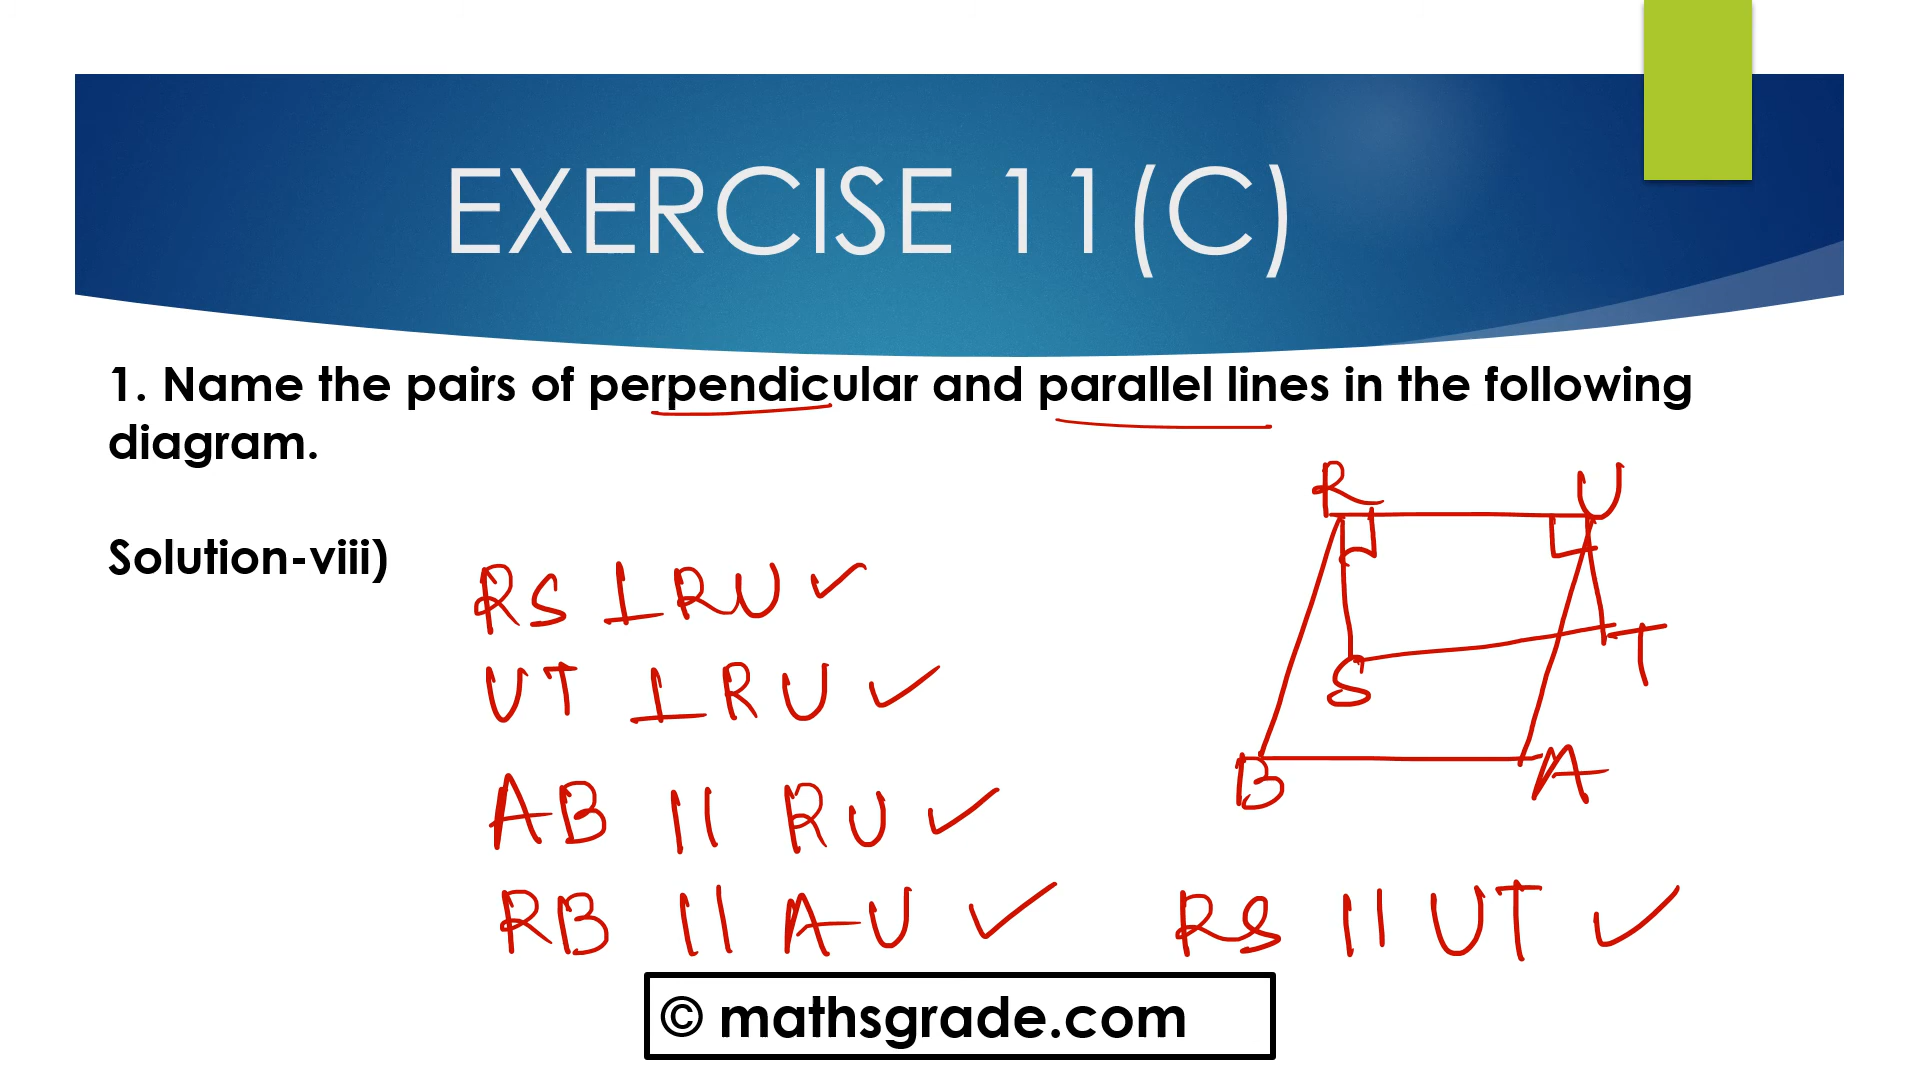 EXERCISE 11(C)
1. Name the pairs of perpendicular and parallel lines in the following
diagram.
R U
Solution-viii)
RS ⊥ RU ✓
UT ⊥ RU ✓
S T
B A
AB || RU ✓
RB || AU ✓ RS || UT ✓
© mathsgrade.com